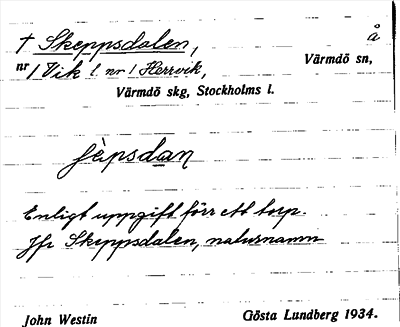 † Skeppsdalen, å
nr 1 Vik l. nr 1 Herrvik, Värmdö sn,
Värmdö skg, Stockholms l.
fèpsdan
Enligt uppgift förr ett torp.
Jfr Skeppsdalen, naturnamn
John Westin Gösta Lundberg 1934.